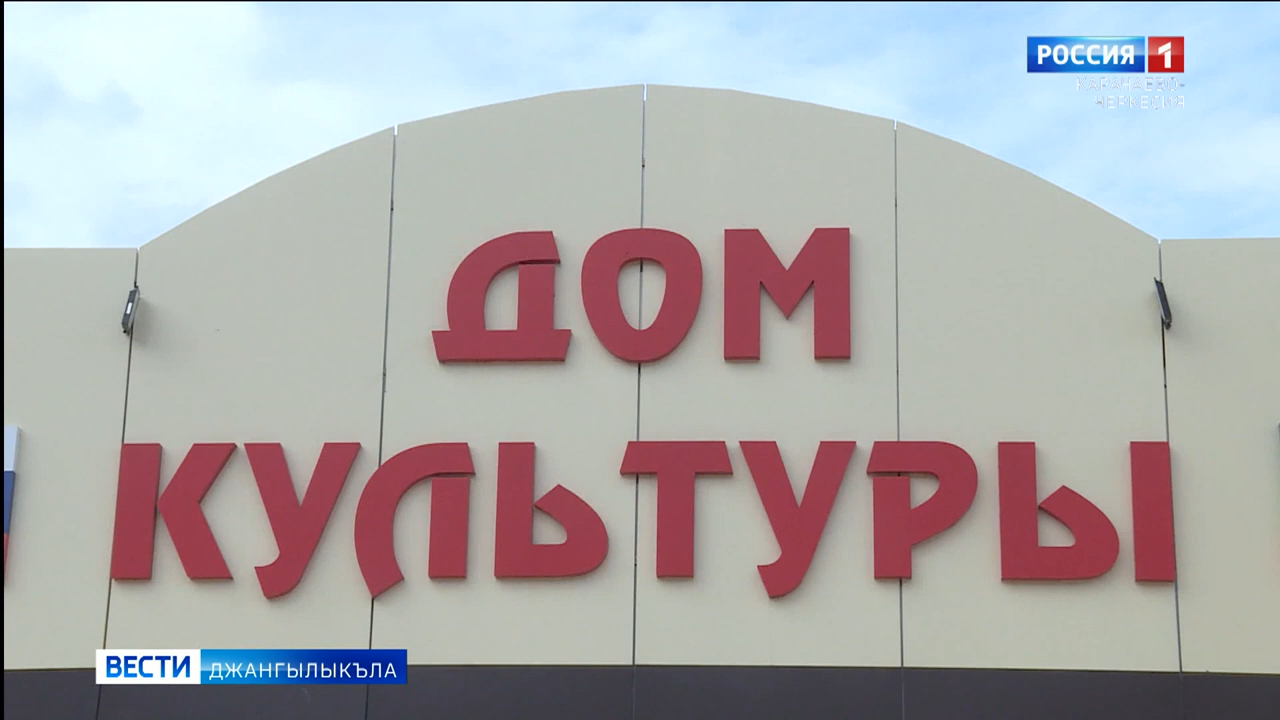 РОССИЯ 1
КАРАЧАЕВО-
ЧЕРКЕСИЯ
ДОМ
КУЛЬТУРЫ
ВЕСТИ ДЖАНГЫЛЫКЪЛА